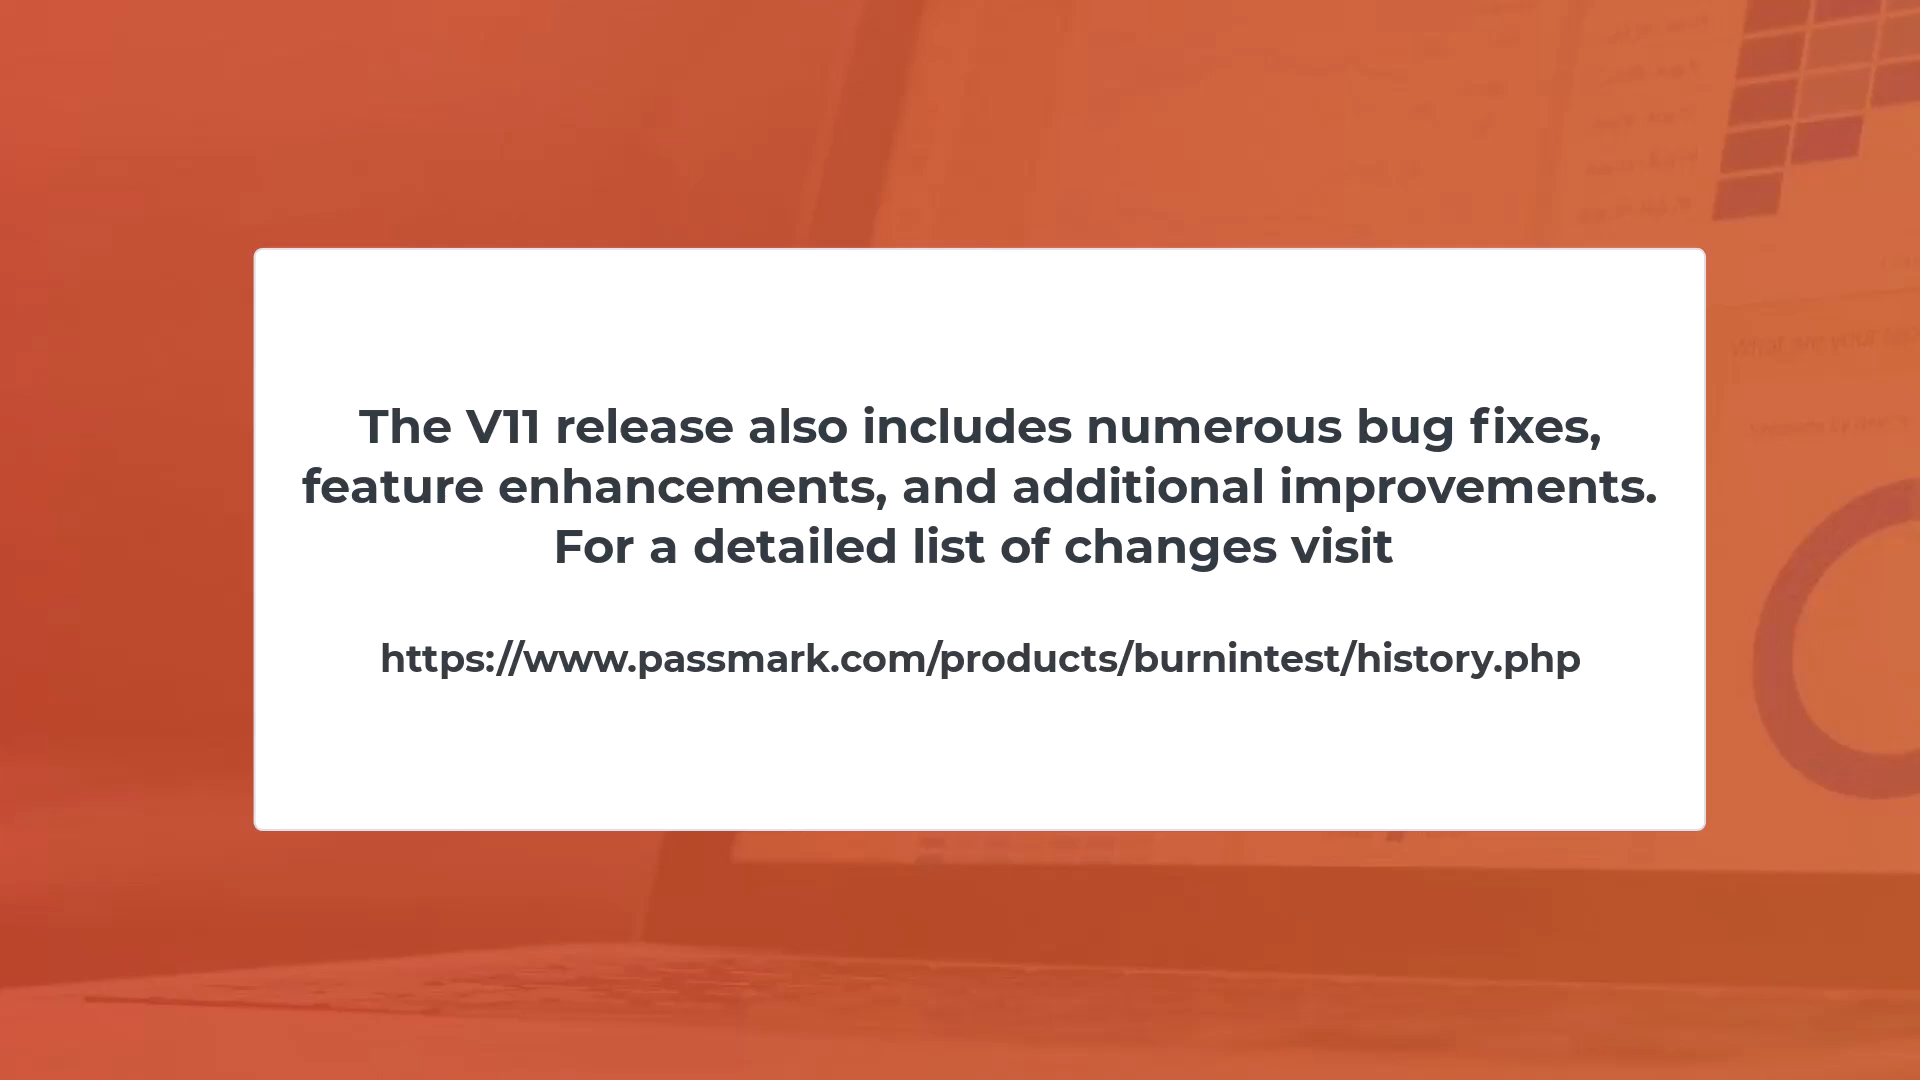 The V11 release also includes numerous bug fixes,
feature enhancements, and additional improvements.
For a detailed list of changes visit
https://www.passmark.com/products/burnintest/history.php